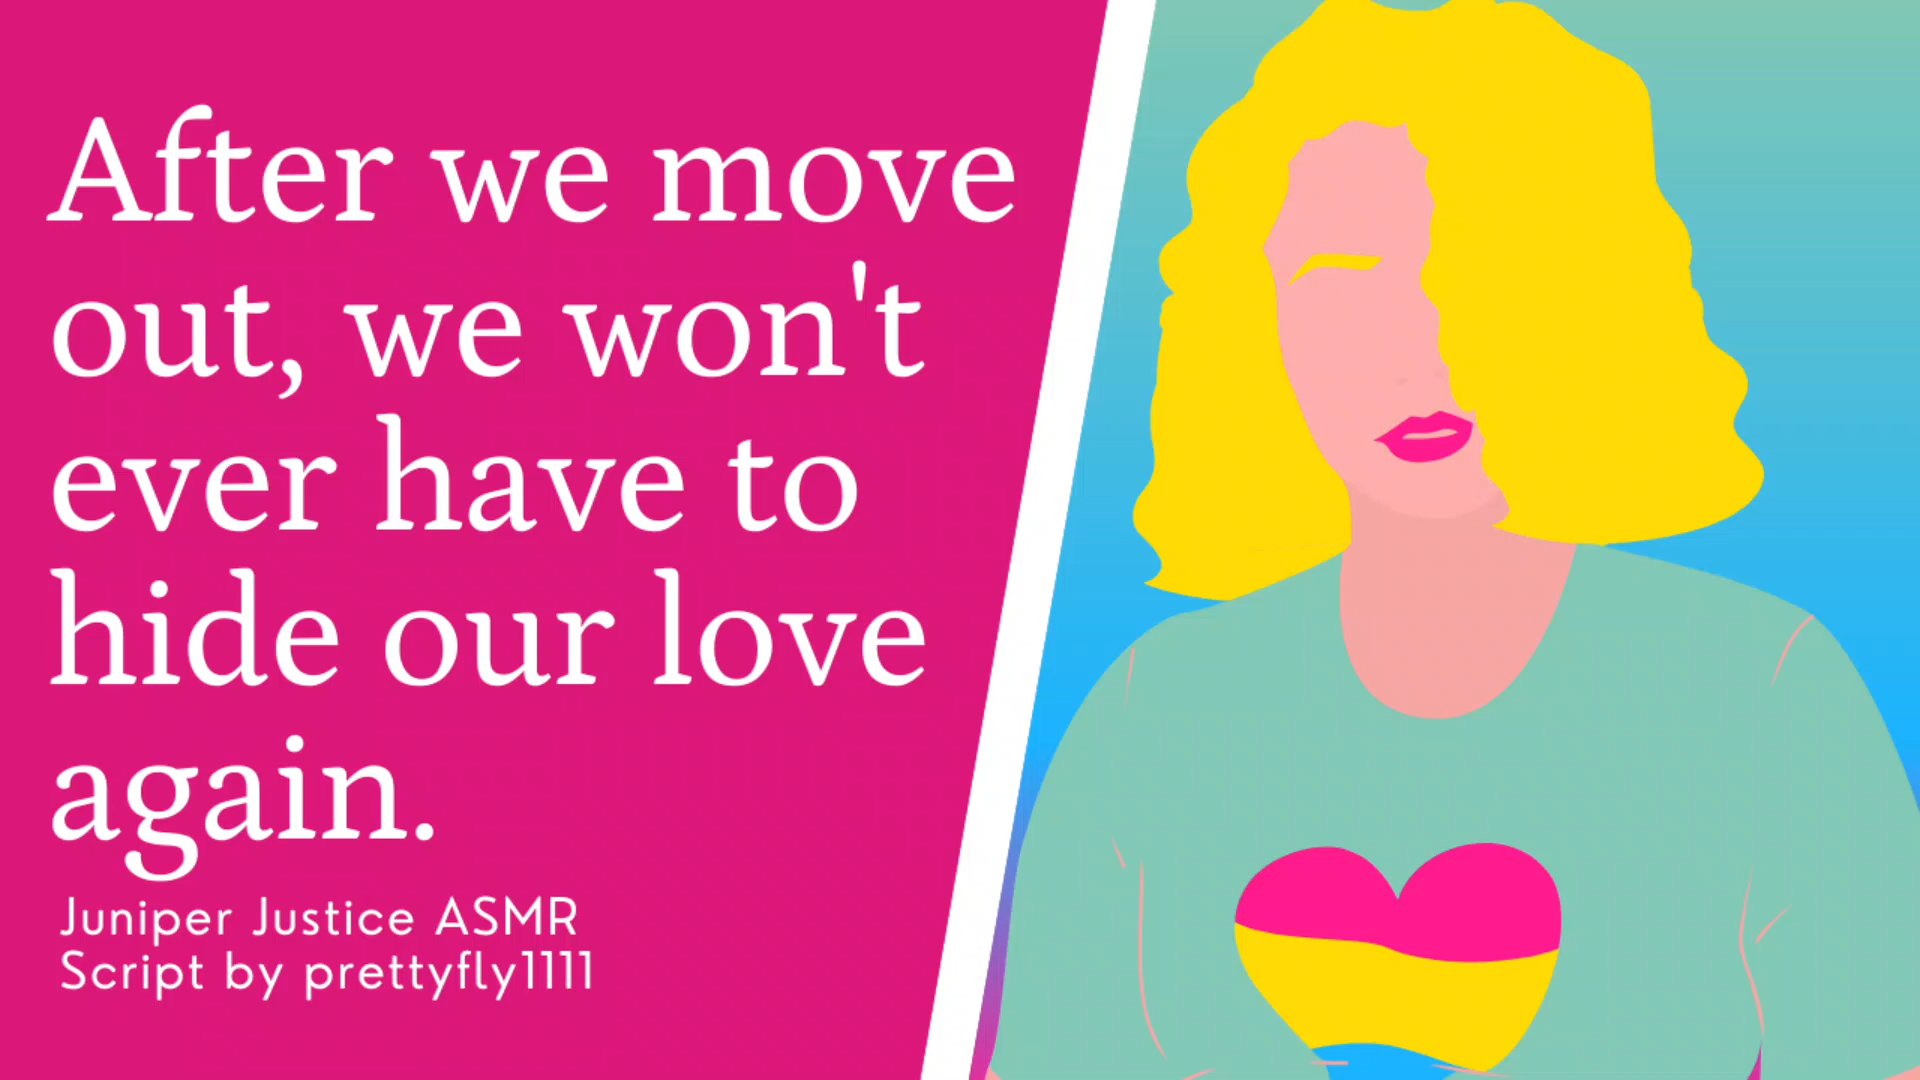 After we move
out, we won't
ever have to
hide our love
again.
Juniper Justice ASMR
Script by prettyfly1111